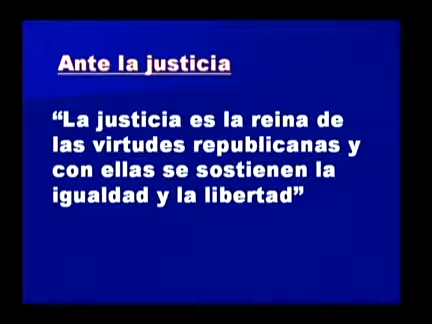 Ante la justicia
“La justicia es la reina de
las virtudes republicanas y
con ellas se sostienen la
igualdad y la libertad”